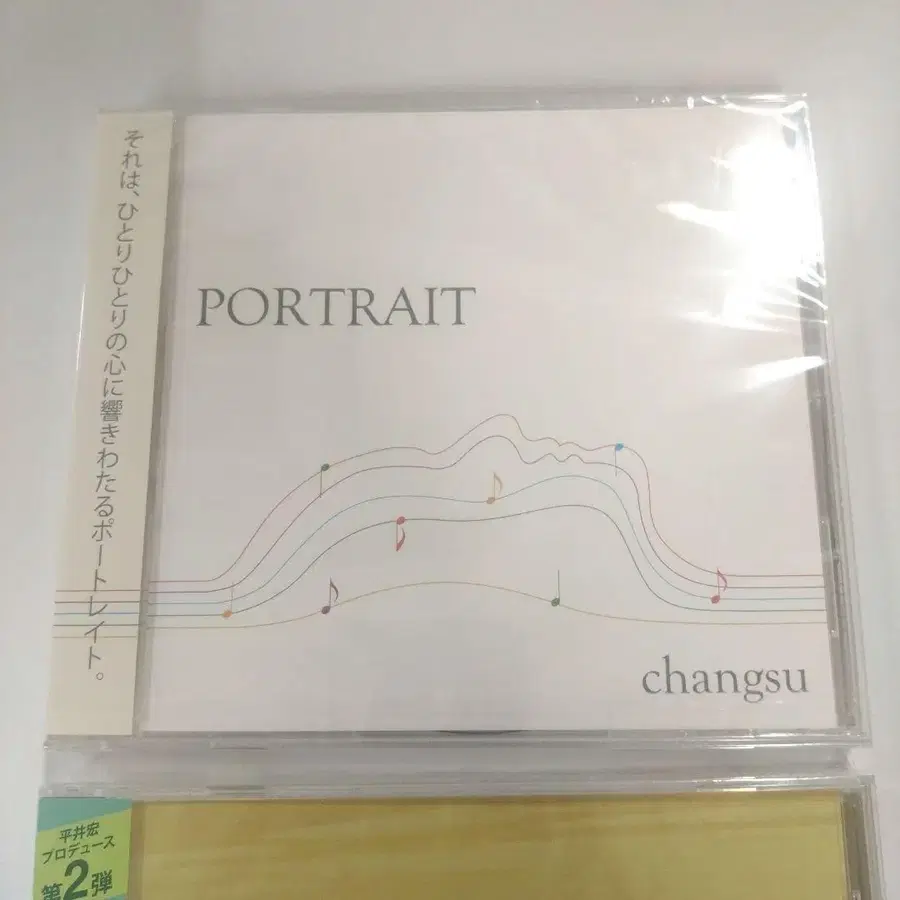 それは、ひとりひとりの心に響きわたるポートレイト。
PORTRAIT
changsu
平井宏
プロデュース
第2弾